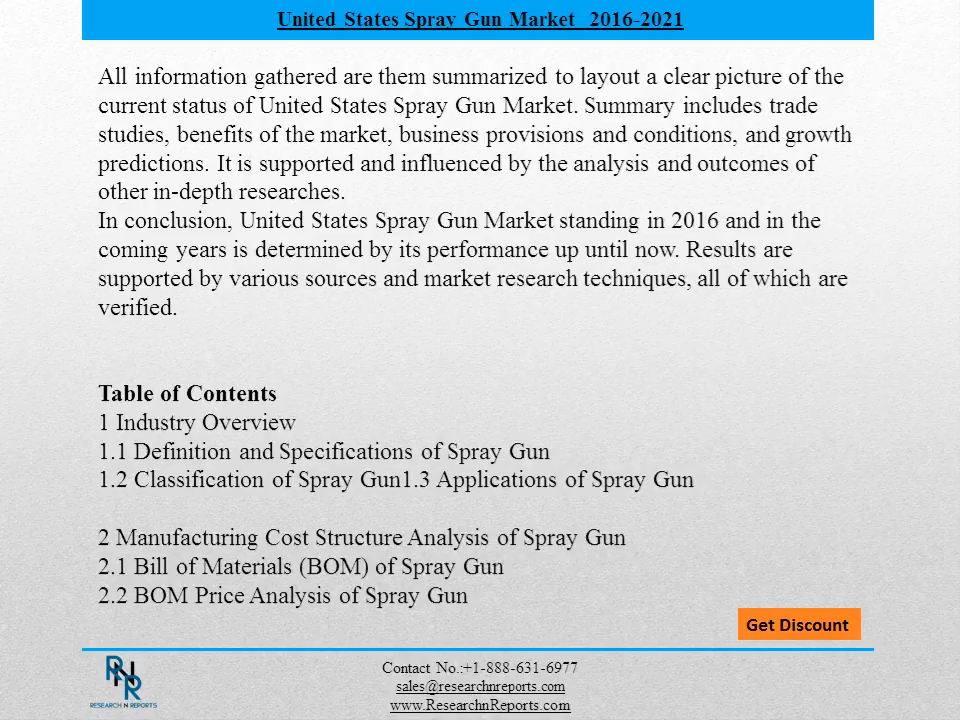 United States Spray Gun Market 2016-2021
All information gathered are them summarized to layout a clear picture of the
current status of United States Spray Gun Market. Summary includes trade
studies, benefits of the market, business provisions and conditions, and growth
predictions. It is supported and influenced by the analysis and outcomes of
other in-depth researches.
In conclusion, United States Spray Gun Market standing in 2016 and in the
coming years is determined by its performance up until now. Results are
supported by various sources and market research techniques, all of which are
verified.
Table of Contents
1 Industry Overview
1.1 Definition and Specifications of Spray Gun
1.2 Classification of Spray Gun1.3 Applications of Spray Gun
2 Manufacturing Cost Structure Analysis of Spray Gun
2.1 Bill of Materials (BOM) of Spray Gun
2.2 BOM Price Analysis of Spray Gun
Get Discount
RNR
RESEARCH N REPORTS
Contact No.:+1-888-631-6977
sales@researchnreports.com
www.ResearchnReports.com